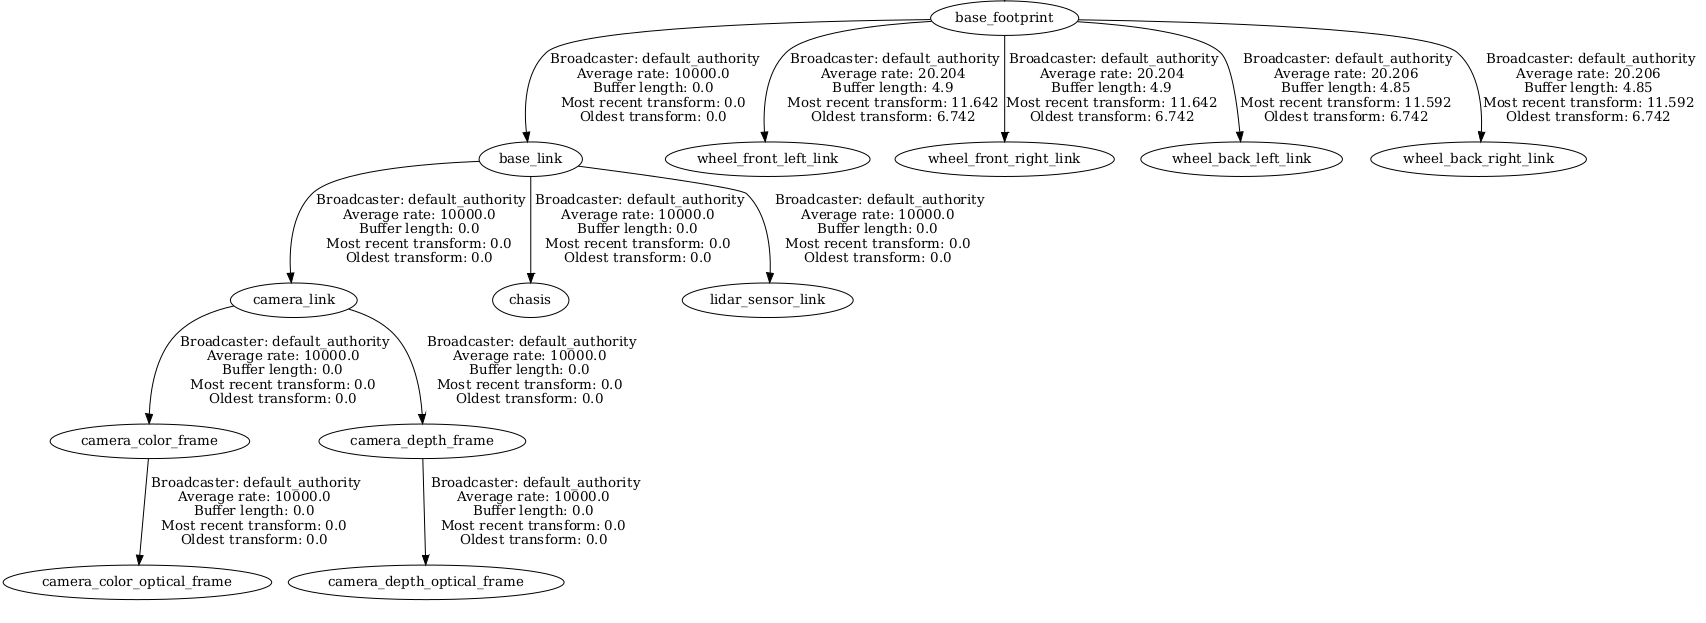 base_footprint
Broadcaster: default_authority
Average rate: 10000.0
Buffer length: 0.0
Most recent transform: 0.0
Oldest transform: 0.0
Broadcaster: default_authority
Average rate: 20.204
Buffer length: 4.9
Most recent transform: 11.642
Oldest transform: 6.742
Broadcaster: default_authority
Average rate: 20.204
Buffer length: 4.9
Most recent transform: 11.642
Oldest transform: 6.742
Broadcaster: default_authority
Average rate: 20.206
Buffer length: 4.85
Most recent transform: 11.592
Oldest transform: 6.742
Broadcaster: default_authority
Average rate: 20.206
Buffer length: 4.85
Most recent transform: 11.592
Oldest transform: 6.742
base_link
wheel_front_left_link
wheel_front_right_link
wheel_back_left_link
wheel_back_right_link
Broadcaster: default_authority
Average rate: 10000.0
Buffer length: 0.0
Most recent transform: 0.0
Oldest transform: 0.0
Broadcaster: default_authority
Average rate: 10000.0
Buffer length: 0.0
Most recent transform: 0.0
Oldest transform: 0.0
Broadcaster: default_authority
Average rate: 10000.0
Buffer length: 0.0
Most recent transform: 0.0
Oldest transform: 0.0
camera_link
chasis
lidar_sensor_link
Broadcaster: default_authority
Average rate: 10000.0
Buffer length: 0.0
Most recent transform: 0.0
Oldest transform: 0.0
Broadcaster: default_authority
Average rate: 10000.0
Buffer length: 0.0
Most recent transform: 0.0
Oldest transform: 0.0
camera_color_frame
camera_depth_frame
Broadcaster: default_authority
Average rate: 10000.0
Buffer length: 0.0
Most recent transform: 0.0
Oldest transform: 0.0
Broadcaster: default_authority
Average rate: 10000.0
Buffer length: 0.0
Most recent transform: 0.0
Oldest transform: 0.0
camera_color_optical_frame
camera_depth_optical_frame